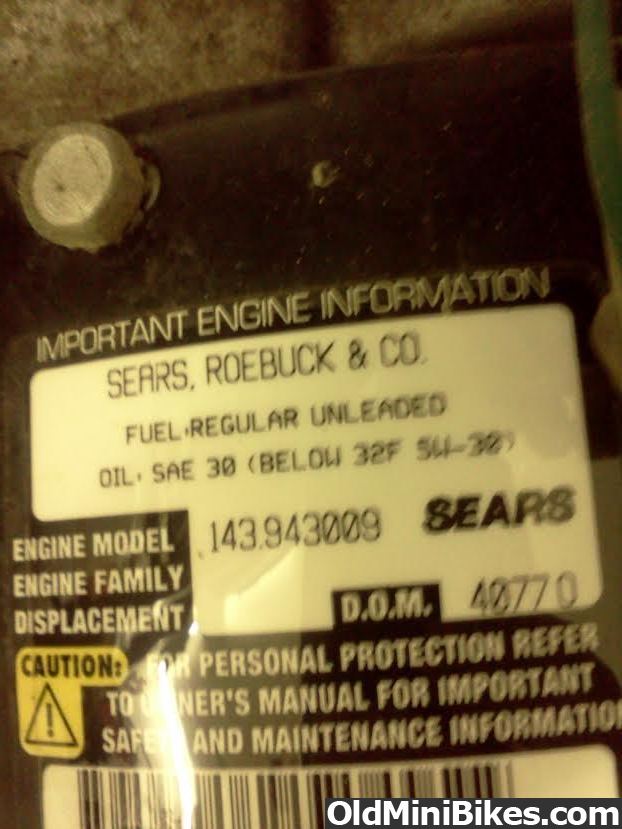 IMPORTANT ENGINE INFORMATION
SEARS, ROEBUCK & CO.
FUEL:REGULAR UNLEADED
OIL: SAE 30 (BELOW 32F 5W-30)
ENGINE MODEL 143.943009 SEARS
ENGINE FAMILY
DISPLACEMENT D.O.M. 4077 0
CAUTION: FOR PERSONAL PROTECTION REFER
TO OWNER'S MANUAL FOR IMPORTANT
SAFETY AND MAINTENANCE INFORMATION
OldMiniBikes.com